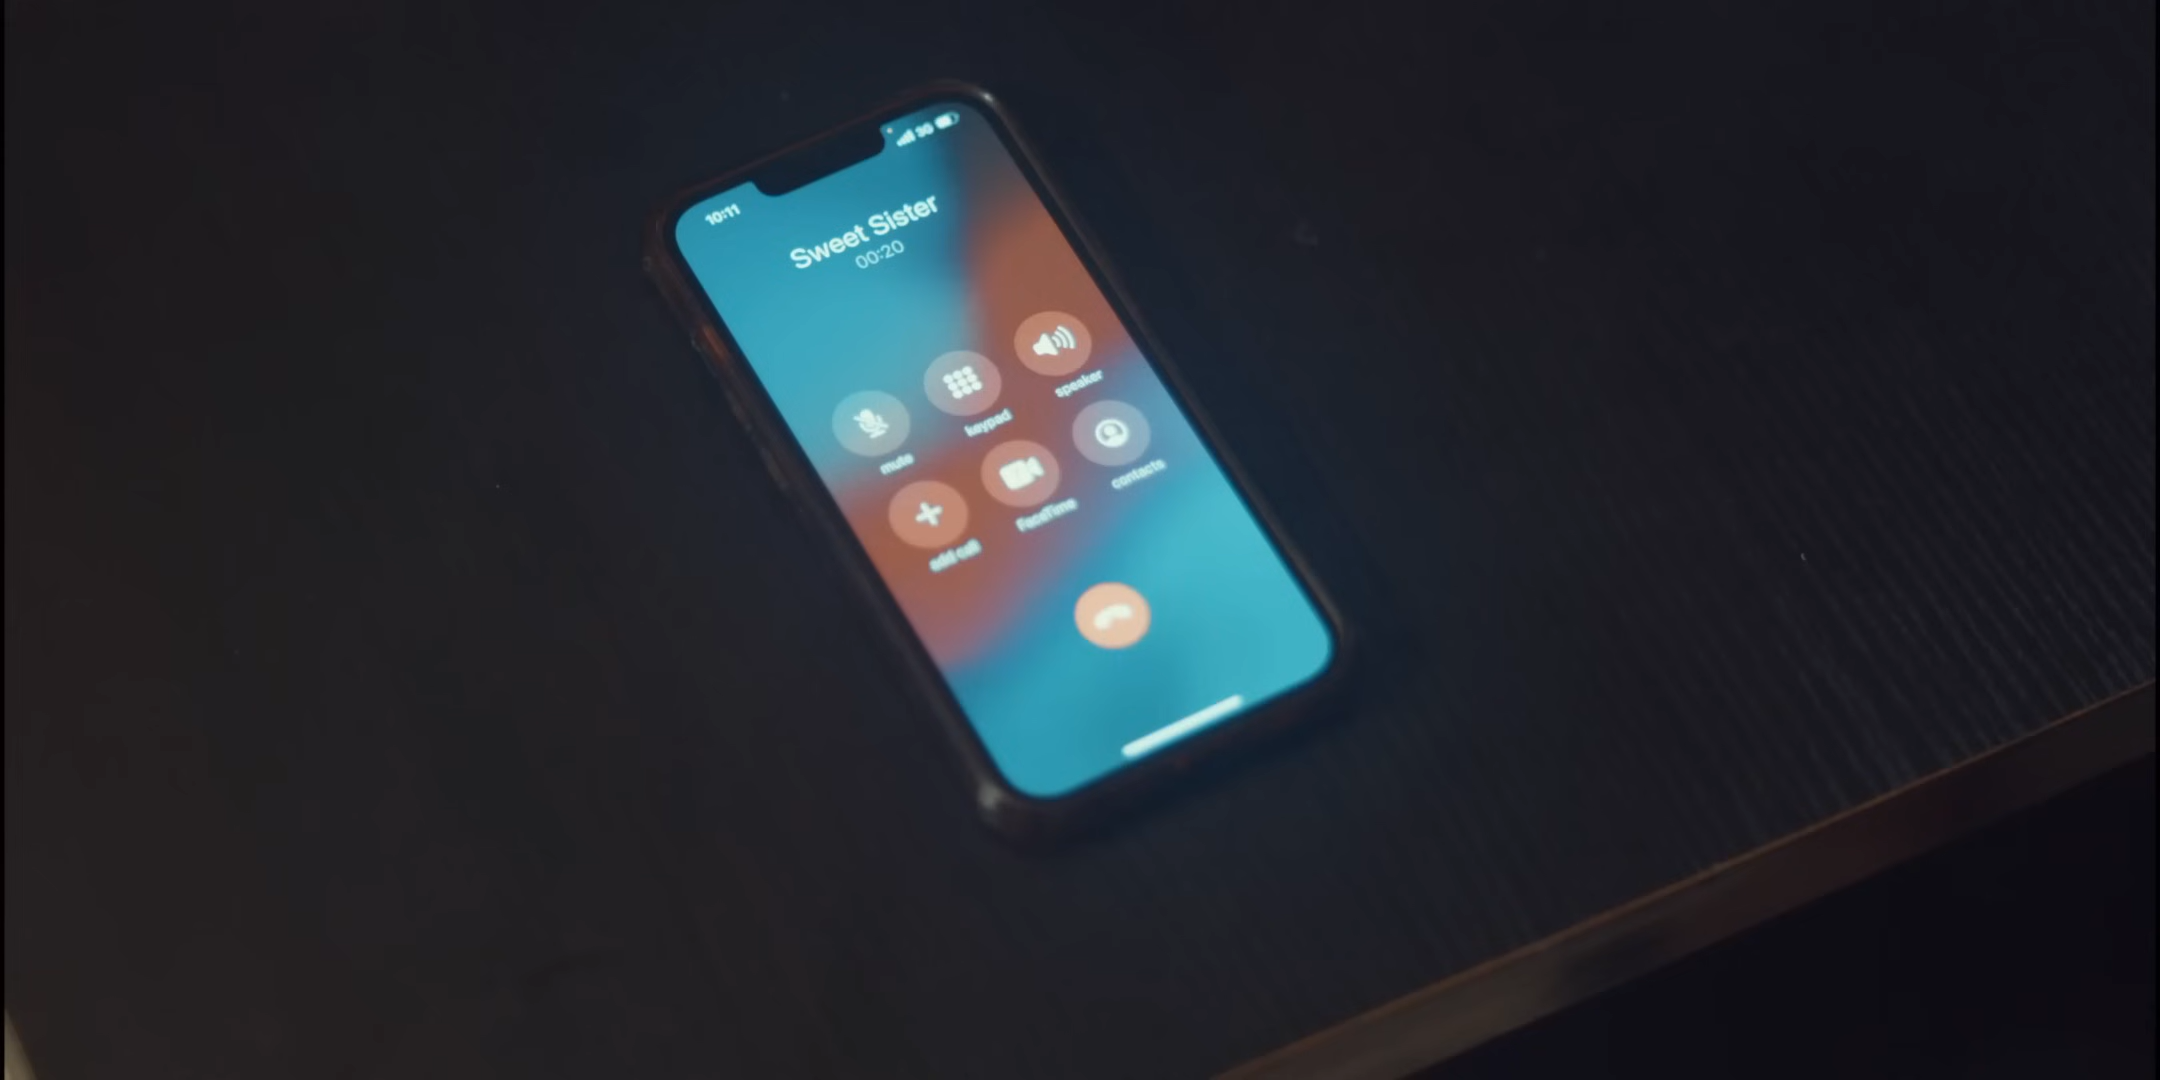 10:11
3G
Sweet Sister
00:20
mute
keypad
speaker
add call
FaceTime
contacts